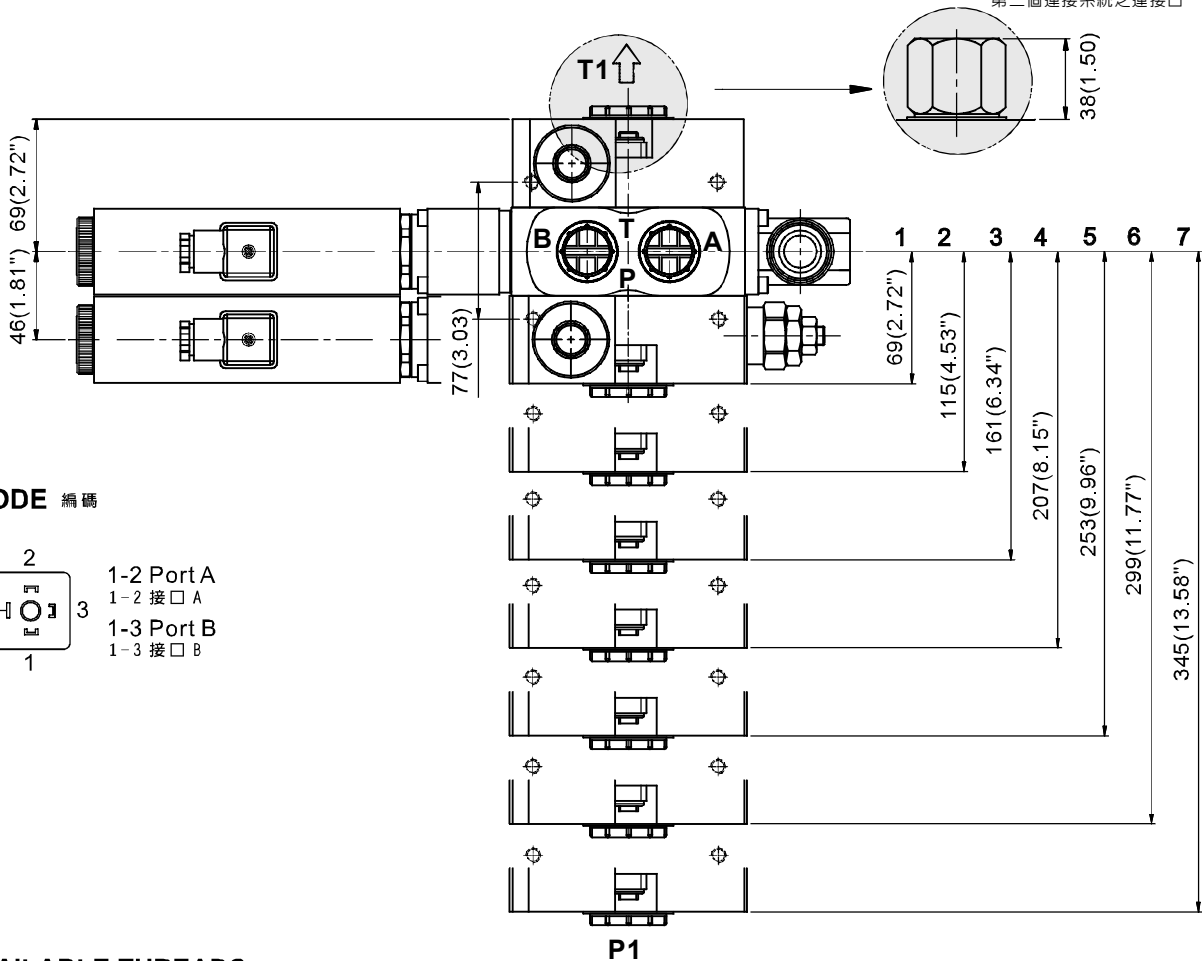 T1
38(1.50)
69(2.72")
46(1.81")
77(3.03)
B T A
P
1 2 3 4 5 6 7
69(2.72")
115(4.53")
161(6.34")
207(8.15")
253(9.96")
299(11.77")
345(13.58")
ODE 編碼
2
3
1
1-2 Port A
1-2 接口 A
1-3 Port B
1-3 接口 B
P1